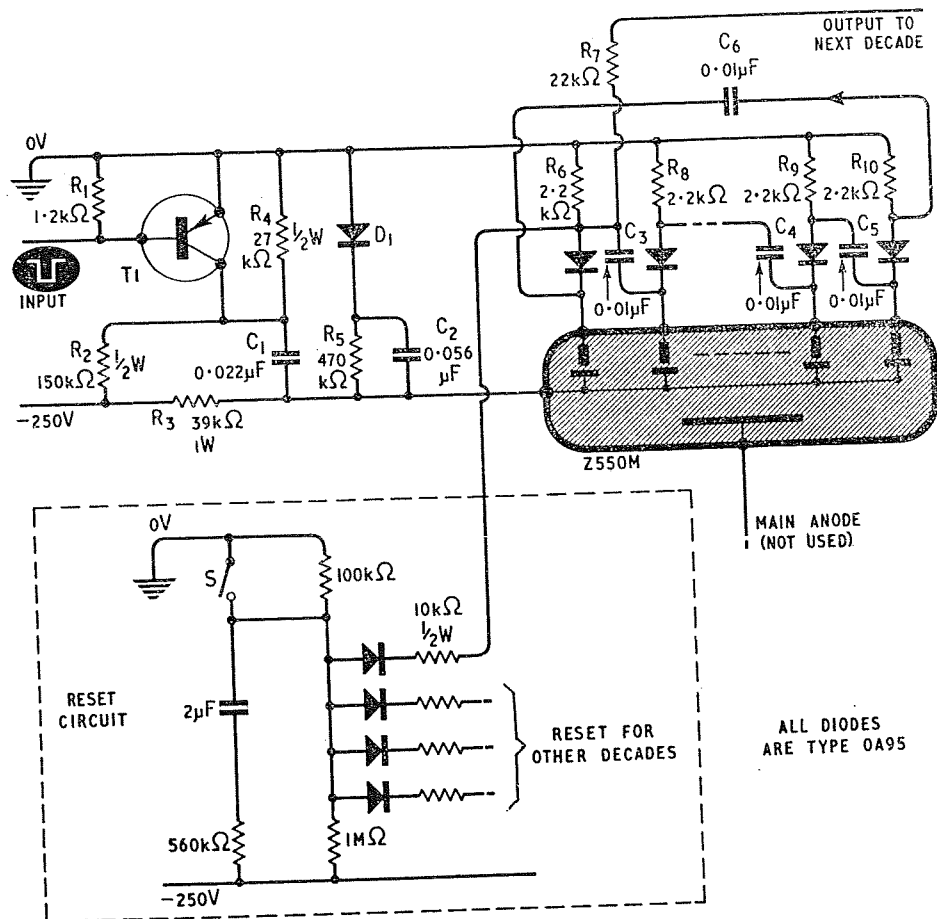 OUTPUT TO
NEXT DECADE
C6
0·01µF
R7
22kΩ
0V
R1
1·2kΩ
T1
INPUT
R4
27
kΩ
½W
D1
R6
2·2
kΩ
R8
2·2kΩ
R9
2·2kΩ
R10
2·2kΩ
C3
0·01µF
C4
0·01µF
C5
0·01µF
R2
150kΩ
½W
C1
0·022µF
R5
470
kΩ
C2
0·056
µF
−250V
R3 39kΩ
1W
Z550M
MAIN ANODE
(NOT USED)
0V
S
100kΩ
10kΩ
½W
RESET
CIRCUIT
2µF
RESET FOR
OTHER DECADES
ALL DIODES
ARE TYPE OA95
560kΩ
1MΩ
−250V